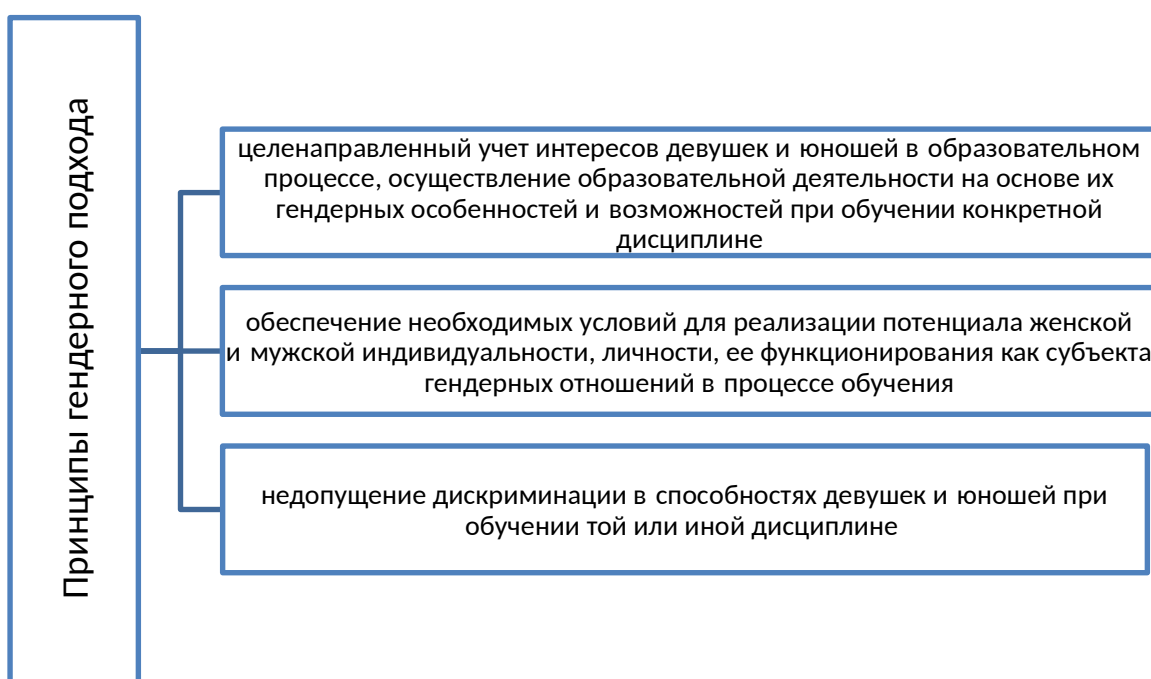 Принципы гендерного подхода
целенаправленный учет интересов девушек и юношей в образовательном
процессе, осуществление образовательной деятельности на основе их
гендерных особенностей и возможностей при обучении конкретной
дисциплине
обеспечение необходимых условий для реализации потенциала женской
и мужской индивидуальности, личности, ее функционирования как субъекта
гендерных отношений в процессе обучения
недопущение дискриминации в способностях девушек и юношей при
обучении той или иной дисциплине